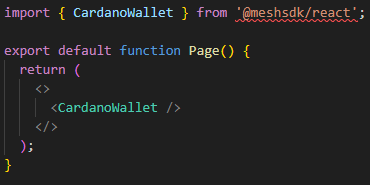 import { CardanoWallet } from '@meshsdk/react';
export default function Page() {
return (
<>
<CardanoWallet />
</>
);
}